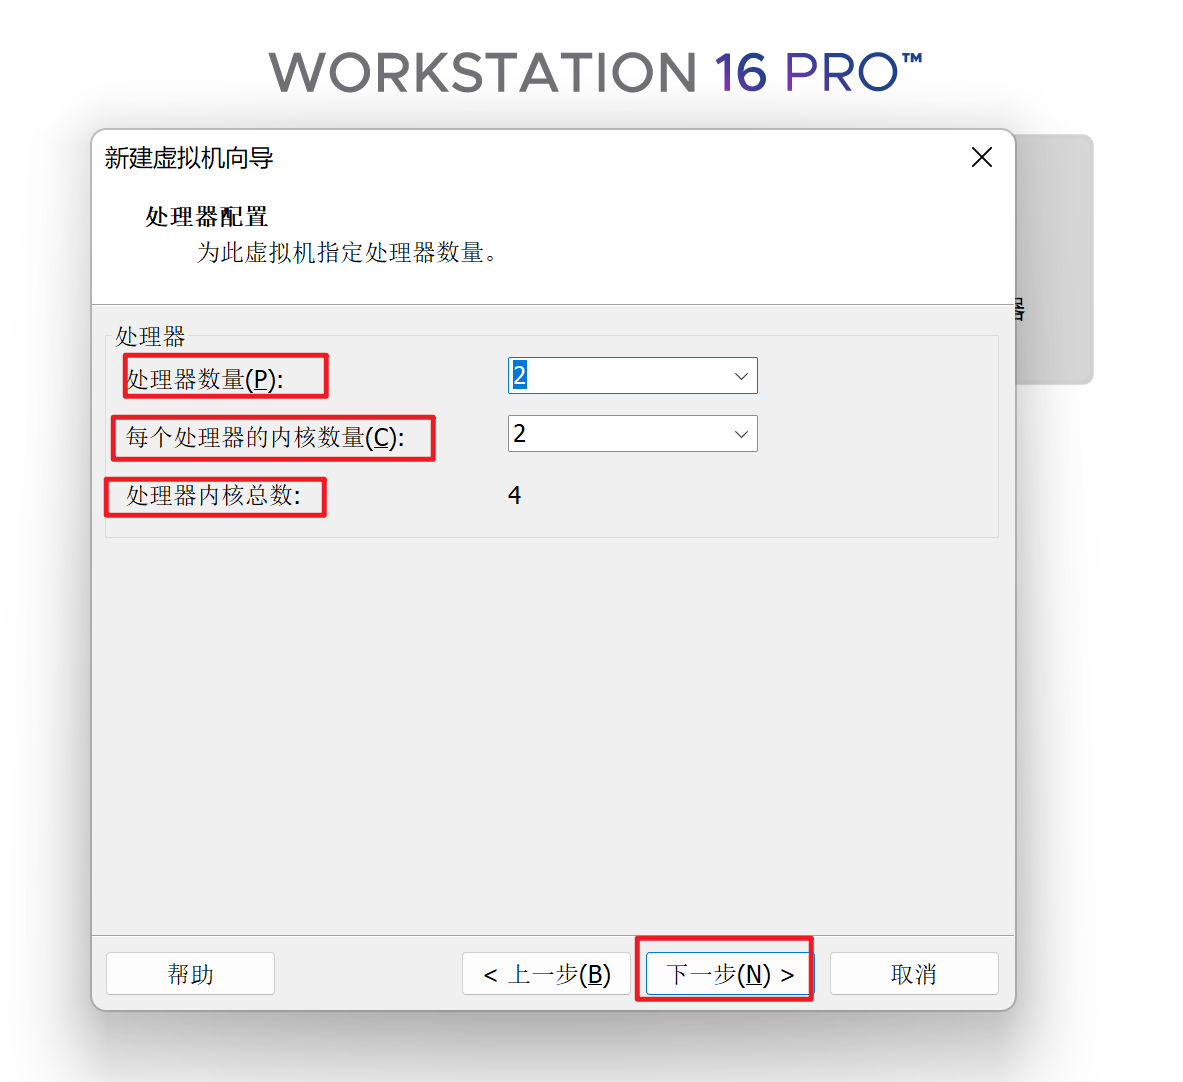 WORKSTATION 16 PRO™
新建虚拟机向导
处理器配置
为此虚拟机指定处理器数量。
器
处理器
处理器数量(P):
2
每个处理器的内核数量(C):
2
处理器内核总数:
4
帮助
< 上一步(B)
下一步(N) >
取消